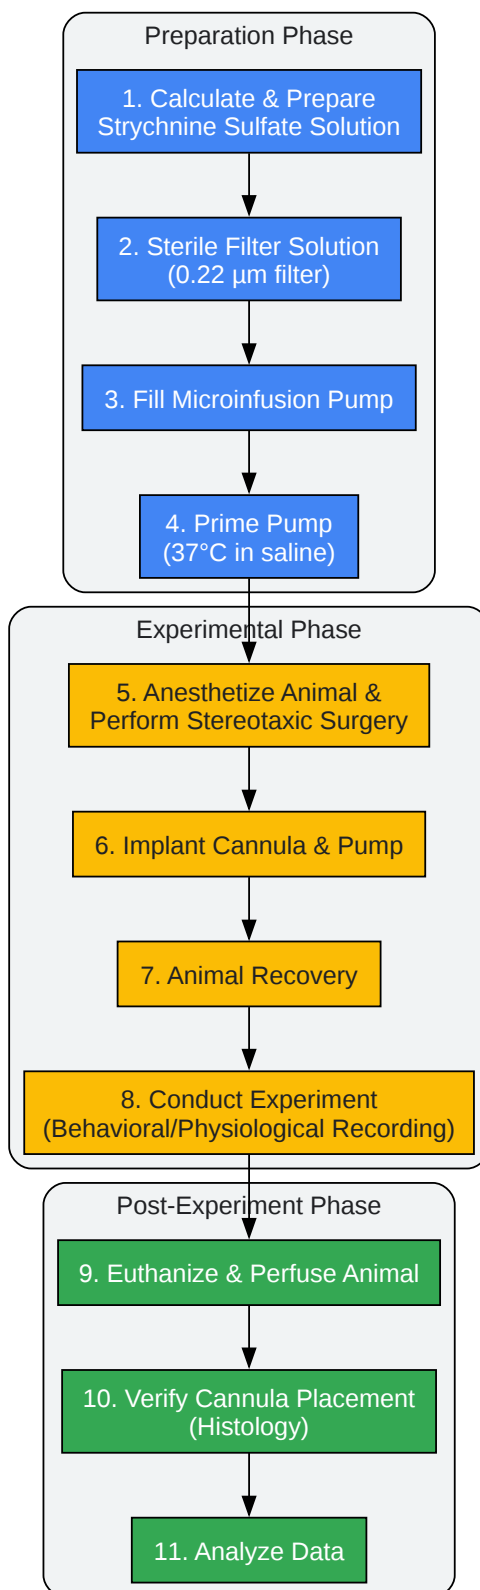 Preparation Phase
1. Calculate & Prepare
Strychnine Sulfate Solution
2. Sterile Filter Solution
(0.22 µm filter)
3. Fill Microinfusion Pump
4. Prime Pump
(37°C in saline)
Experimental Phase
5. Anesthetize Animal &
Perform Stereotaxic Surgery
6. Implant Cannula & Pump
7. Animal Recovery
8. Conduct Experiment
(Behavioral/Physiological Recording)
Post-Experiment Phase
9. Euthanize & Perfuse Animal
10. Verify Cannula Placement
(Histology)
11. Analyze Data